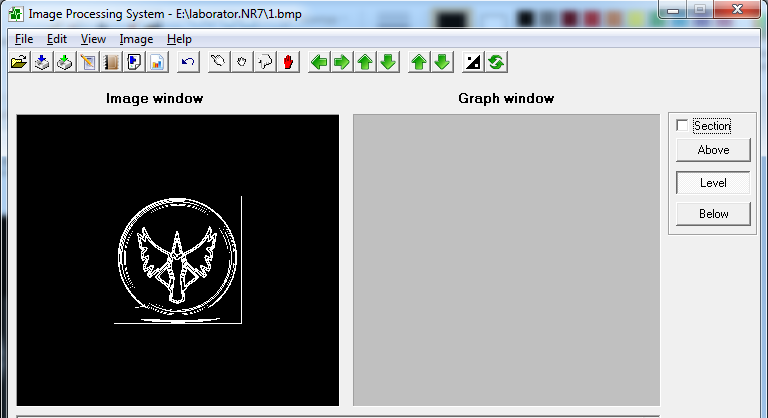 Image Processing System - E:\laborator.NR7\1.bmp
File Edit View Image Help
Image window Graph window
Section
Above
Level
Below